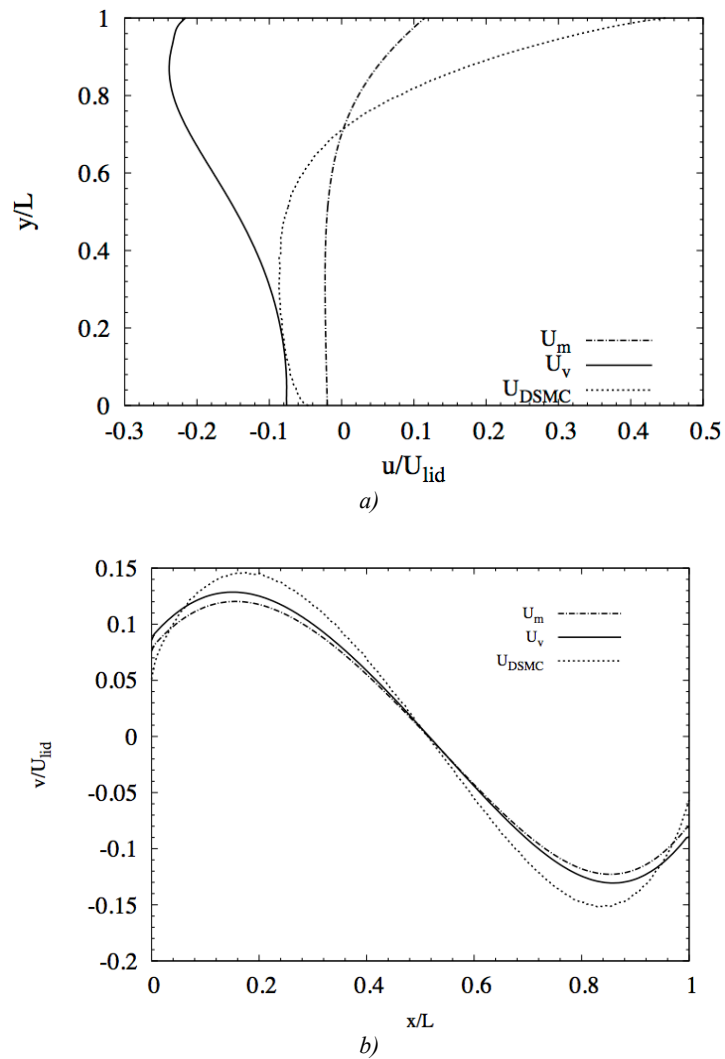 1
0.8
0.6
0.4
0.2
0
y/L
U_m
U_v
U_DSMC
-0.3 -0.2 -0.1 0 0.1 0.2 0.3 0.4 0.5
u/U_lid
a)
0.15
0.1
0.05
0
-0.05
-0.1
-0.15
-0.2
v/U_lid
U_m
U_v
U_DSMC
0 0.2 0.4 0.6 0.8 1
x/L
b)